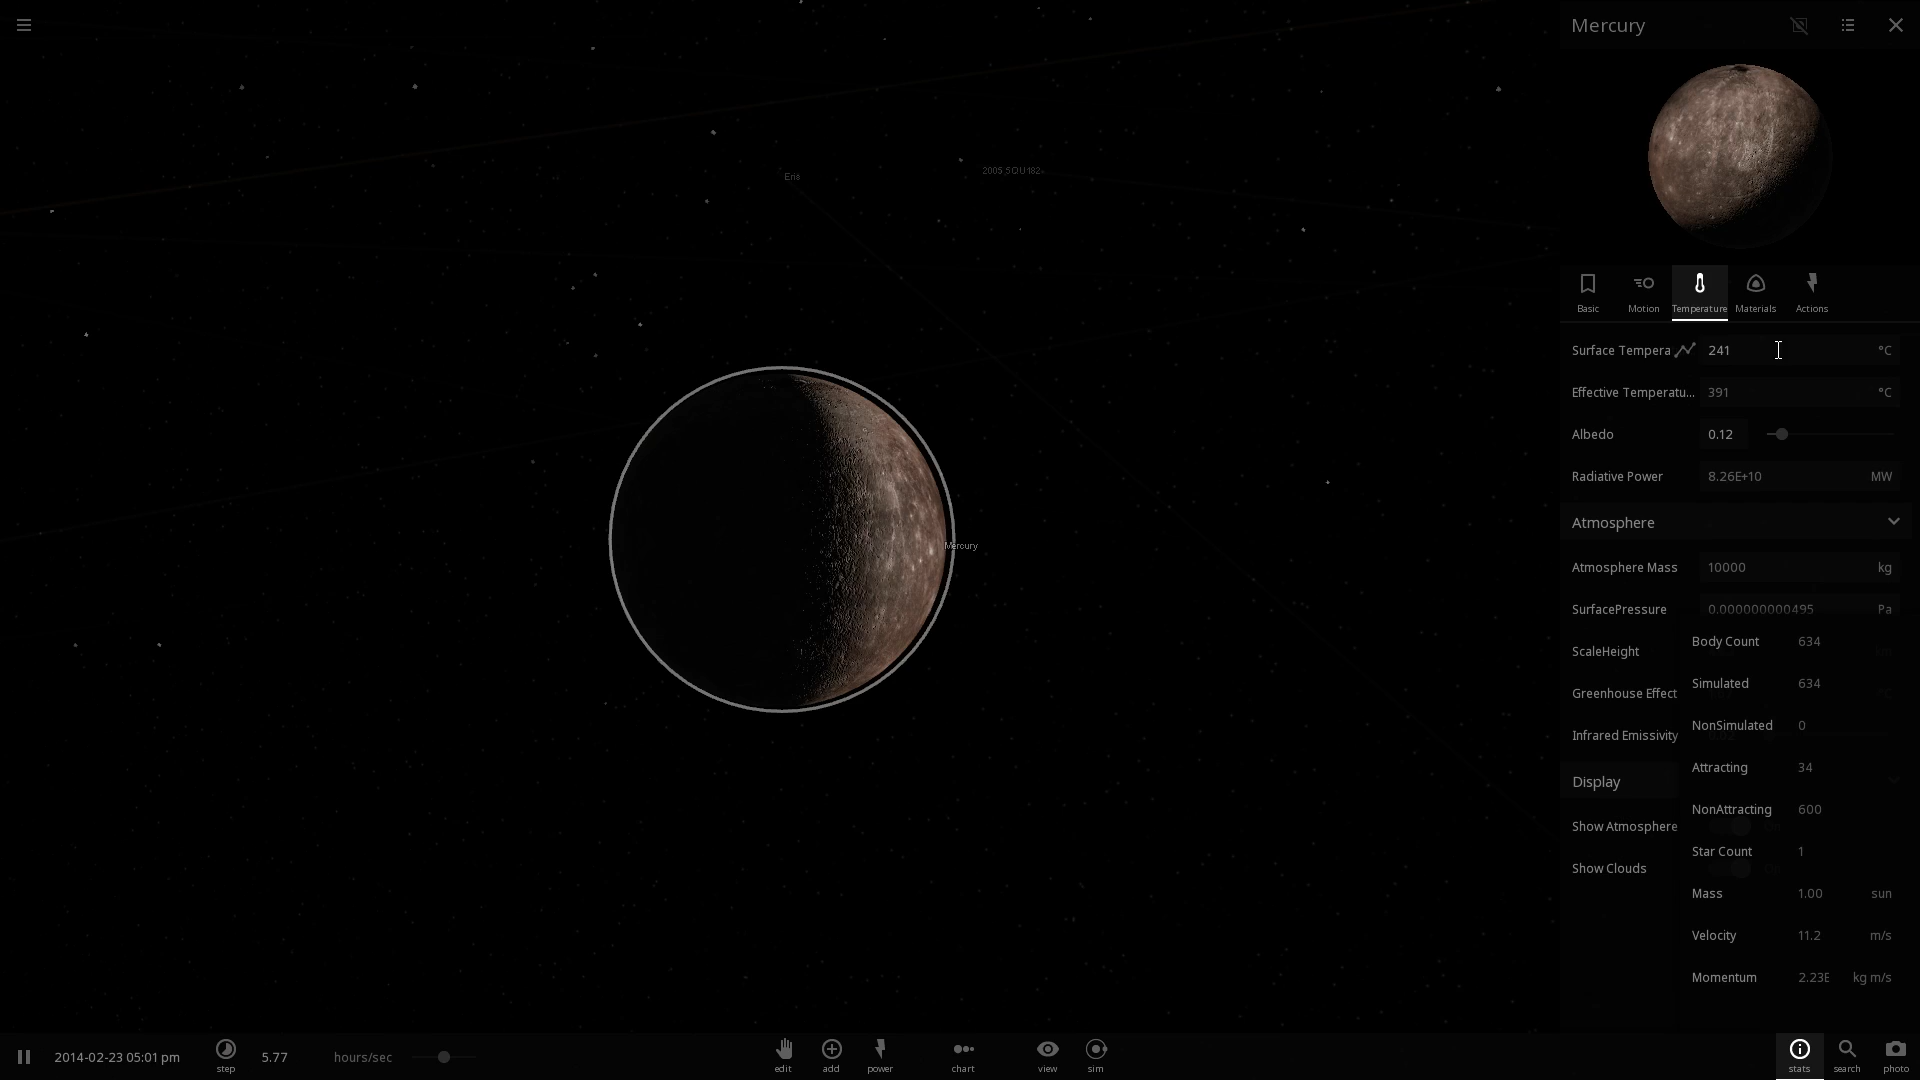 Mercury
Eris
2005 SQU182
Mercury
Basic
Motion
Temperature
Materials
Actions
Surface Tempera 241 °C
Effective Temperatu... 391 °C
Albedo 0.12
Radiative Power 8.26E+10 MW
Atmosphere
Atmosphere Mass 10000 kg
SurfacePressure 0.000000000495 Pa
ScaleHeight
Greenhouse Effect
Infrared Emissivity
Display
Show Atmosphere
Show Clouds
Body Count 634
Simulated 634
NonSimulated 0
Attracting 34
NonAttracting 600
Star Count 1
Mass 1.00 sun
Velocity 11.2 m/s
Momentum 2.23E kg m/s
2014-02-23 05:01 pm
step
5.77 hours/sec
edit
add
power
chart
view
sim
stats
search
photo